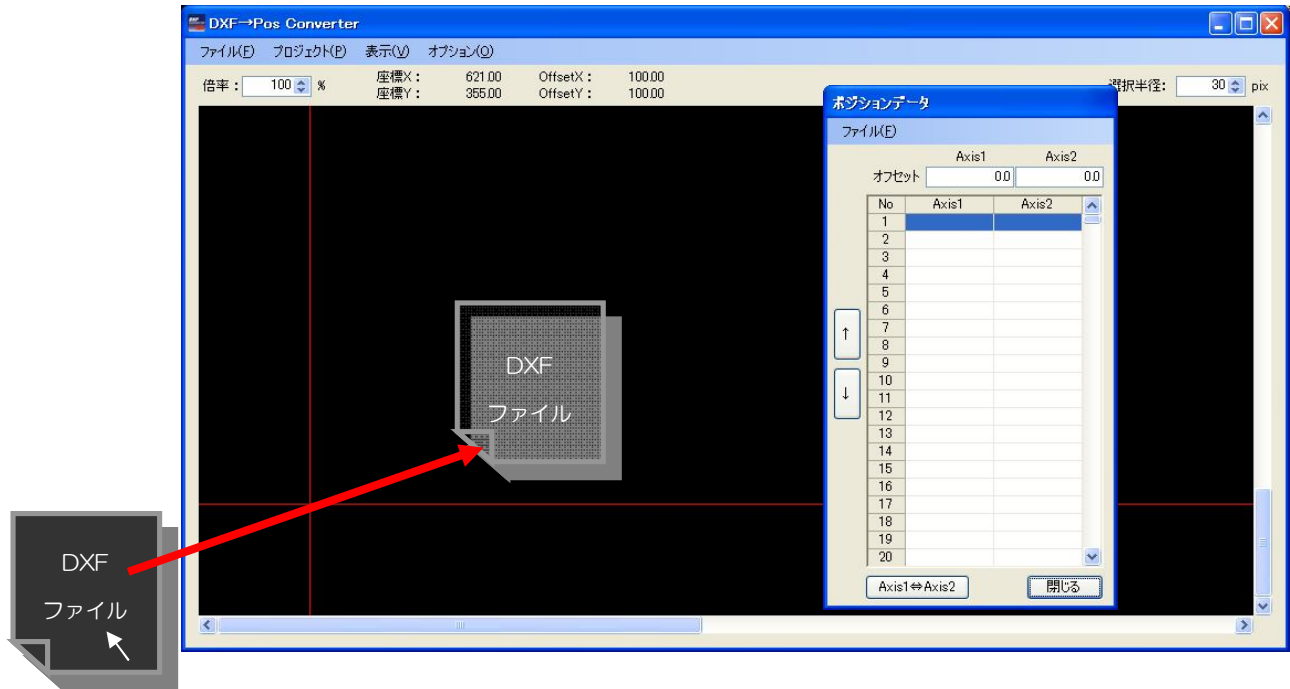 DXF→Pos Converter
ファイル(F) プロジェクト(P) 表示(V) オプション(O)
倍率： 100 % 座標X： 621.00 OffsetX： 100.00 選択半径： 30 pix
座標Y： 355.00 OffsetY： 100.00
ポジションデータ
ファイル(F)
Axis1 Axis2
オフセット 0.0 0.0
No Axis1 Axis2
1
2
3
4
5
6
7
8
9
10
11
12
13
14
15
16
17
18
19
20
↑
↓
Axis1⇔Axis2 閉じる
DXF
ファイル
DXF
ファイル